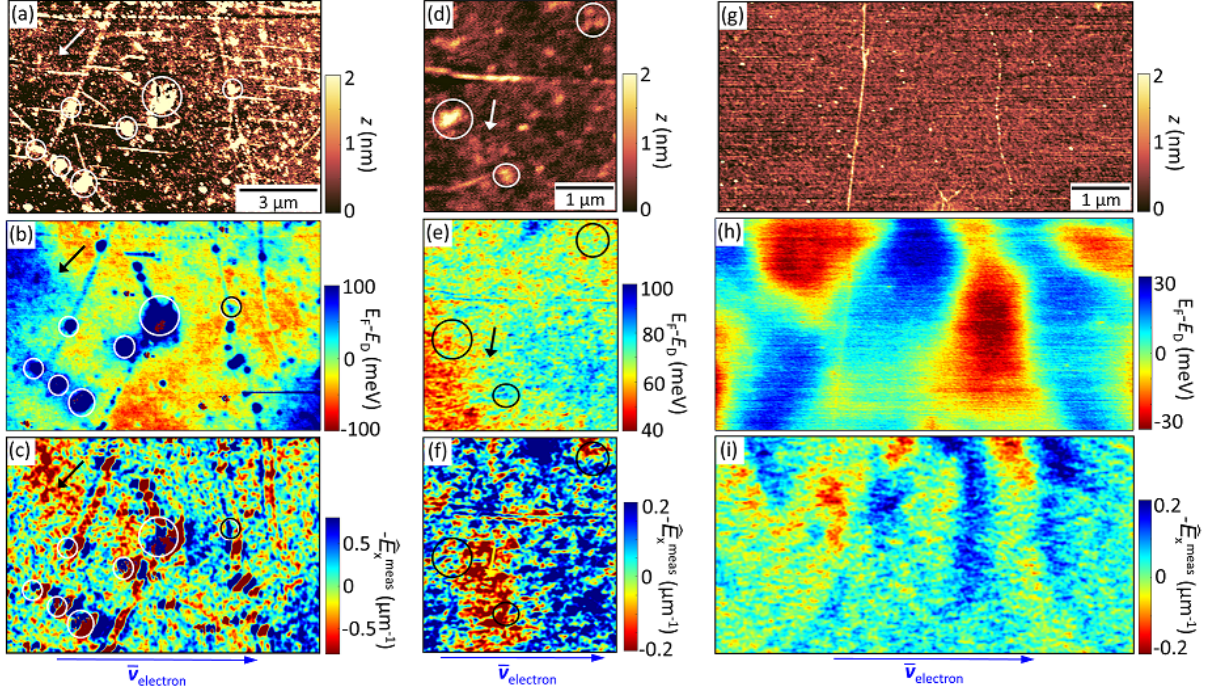 (a)
2
z (nm)
0
3 μm
(d)
2
z (nm)
0
1 μm
(g)
2
z (nm)
0
1 μm
(b)
100
0
-100
E_F-E_D (meV)
(e)
100
80
60
40
E_F-E_D (meV)
(h)
30
0
-30
E_F-E_D (meV)
(c)
0.5
0
-0.5
-Ê_x meas (μm⁻¹)
(f)
0.2
0
-0.2
-Ê_x meas (μm⁻¹)
(i)
0.2
0
-0.2
-Ê_x meas (μm⁻¹)
v̅_electron
v̅_electron
v̅_electron